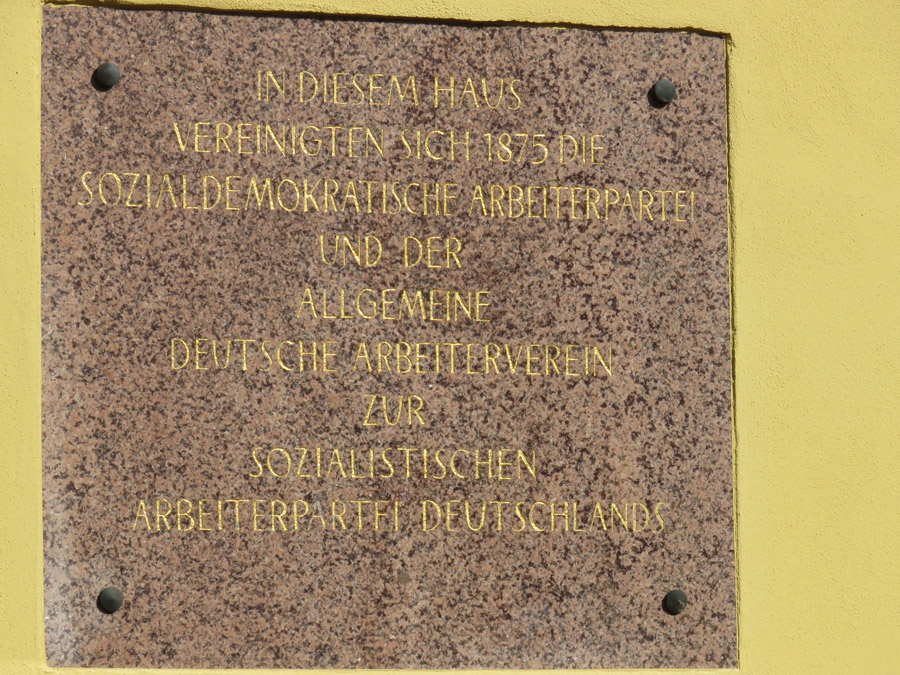 IN DIESEM HAUS
VEREINIGTEN SICH 1875 DIE
SOZIALDEMOKRATISCHE ARBEITERPARTEI
UND DER
ALLGEMEINE
DEUTSCHE ARBEITERVEREIN
ZUR
SOZIALISTISCHEN
ARBEITERPARTEI DEUTSCHLANDS